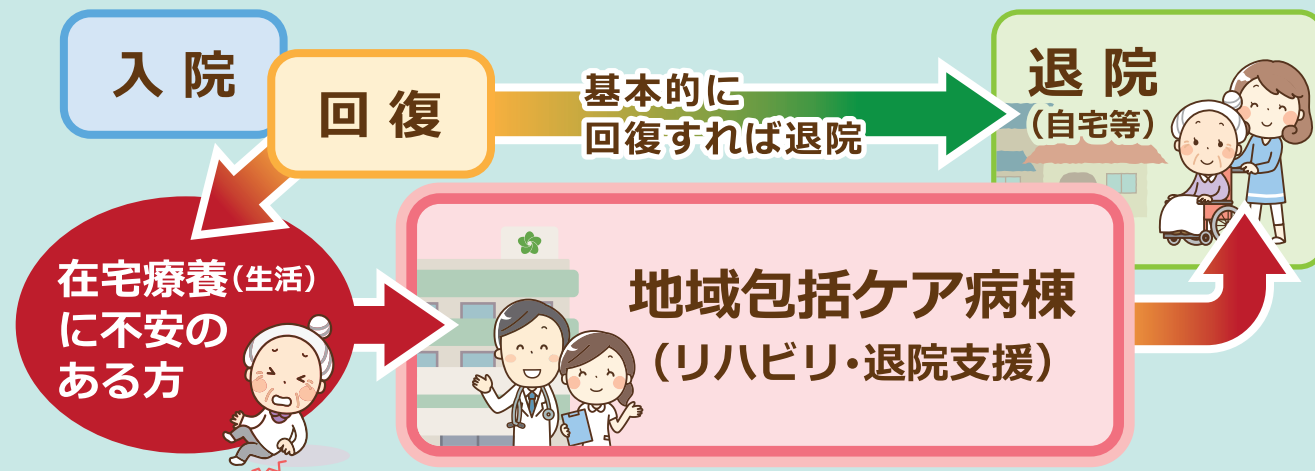 入院
回復
基本的に
回復すれば退院
退院
（自宅等）
在宅療養（生活）
に不安の
ある方
地域包括ケア病棟
（リハビリ・退院支援）